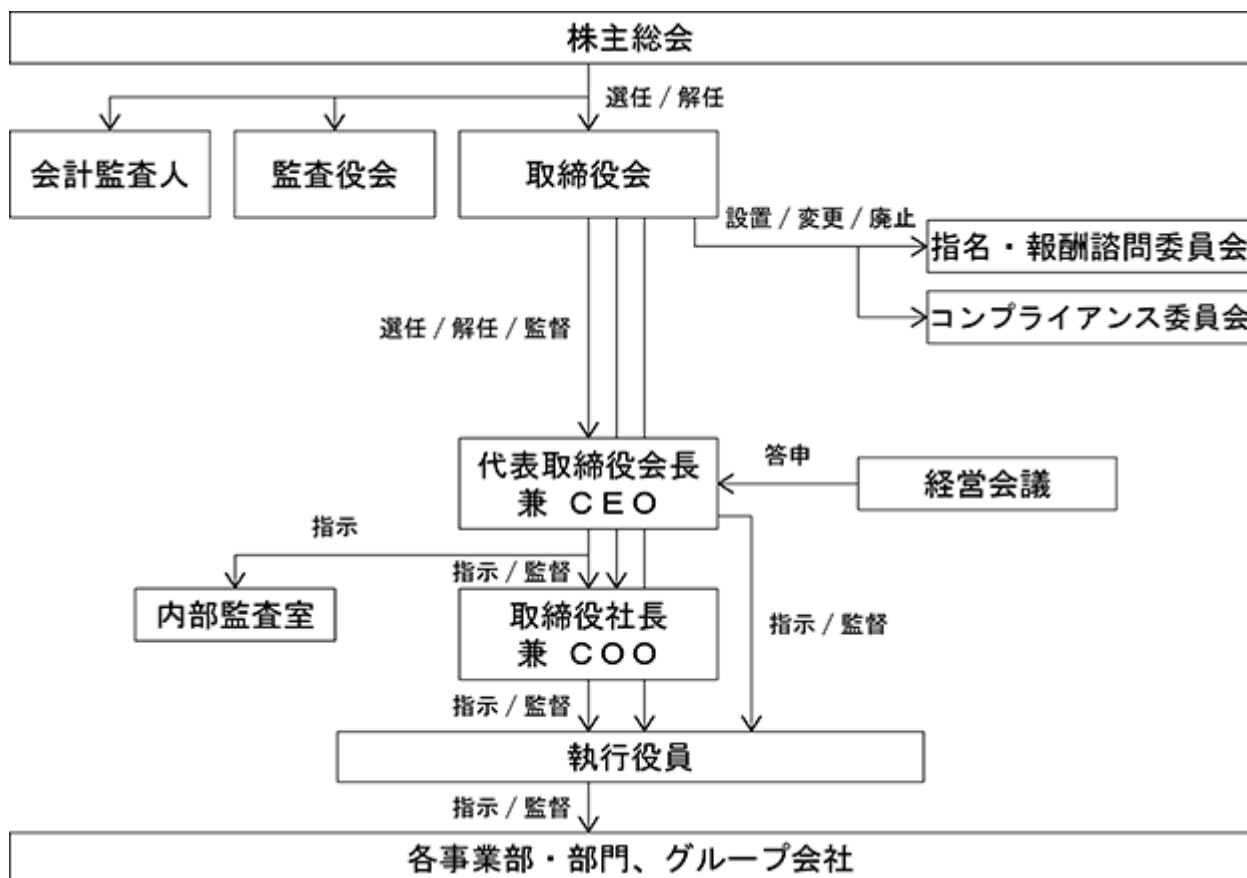 株主総会
選任 / 解任
会計監査人
監査役会
取締役会
設置 / 変更 / 廃止
指名・報酬諮問委員会
コンプライアンス委員会
選任 / 解任 / 監督
代表取締役会長
兼 ＣＥＯ
答申
経営会議
指示
指示 / 監督
内部監査室
取締役社長
兼 ＣＯＯ
指示 / 監督
指示 / 監督
執行役員
指示 / 監督
各事業部・部門、グループ会社